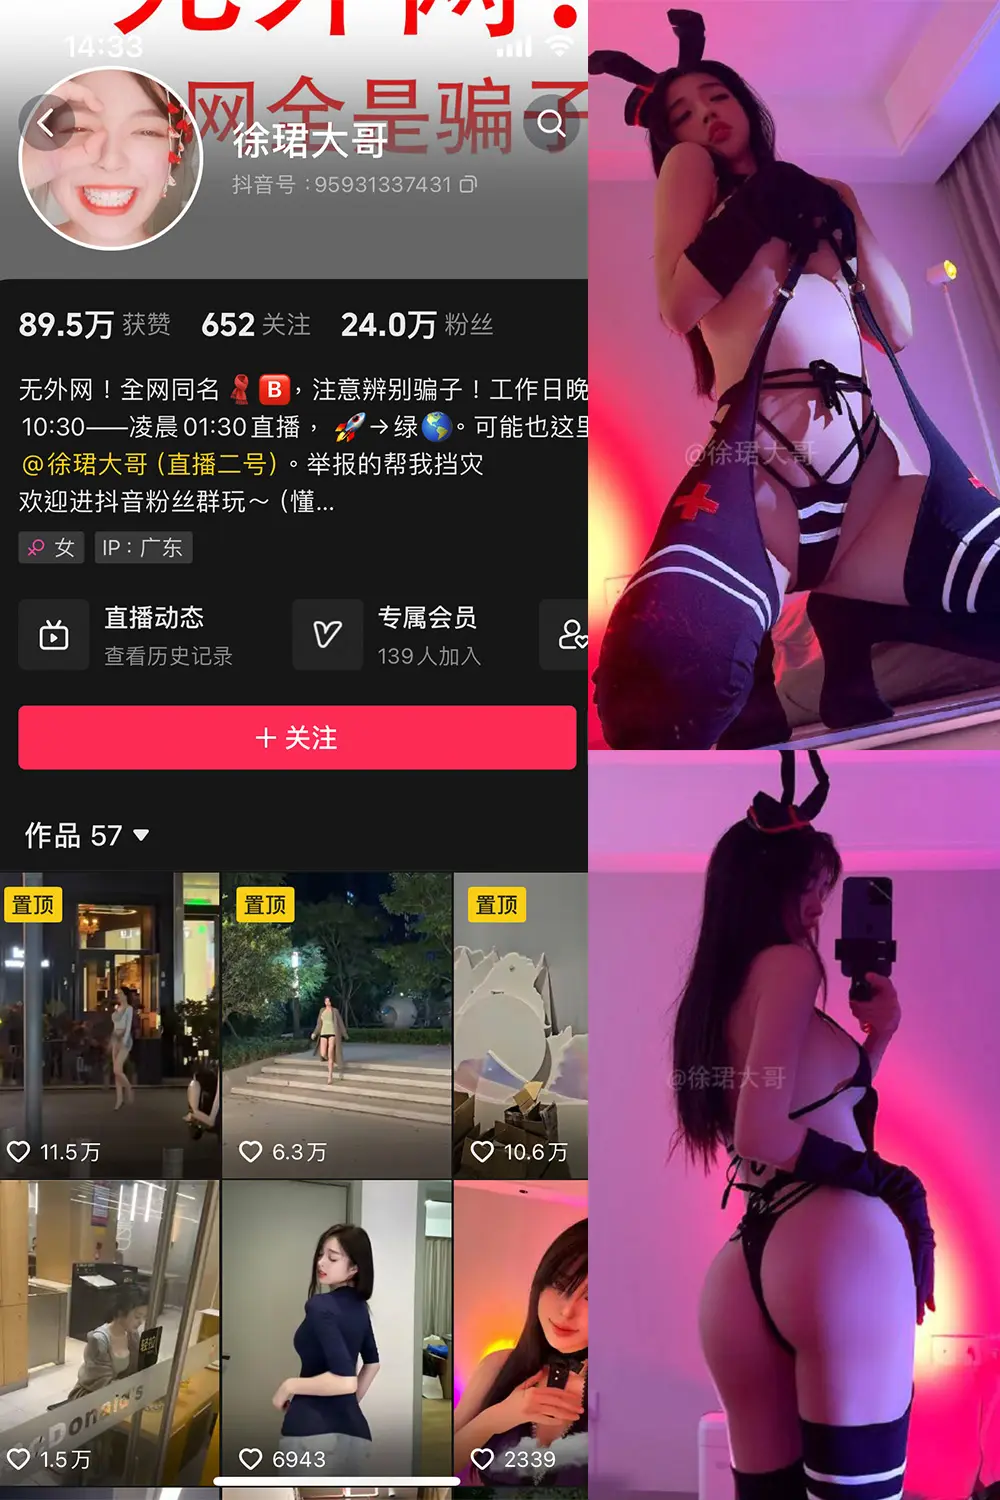 无外网!
14:33
网全是骗子
徐珺大哥
抖音号：95931337431
89.5万 获赞 652 关注 24.0万 粉丝
无外网！全网同名🧣🅱️，注意辨别骗子！工作日晚
10:30——凌晨01:30直播，🚀→绿🌎。可能也这里
@徐珺大哥 (直播二号)。举报的帮我挡灾
欢迎进抖音粉丝群玩～ (懂...
女 IP：广东
直播动态
查看历史记录
专属会员
139人加入
＋关注
作品 57
置顶
置顶
置顶
11.5万
6.3万
10.6万
轻松
Donald's
1.5万
6943
2339
@徐珺大哥
@徐珺大哥